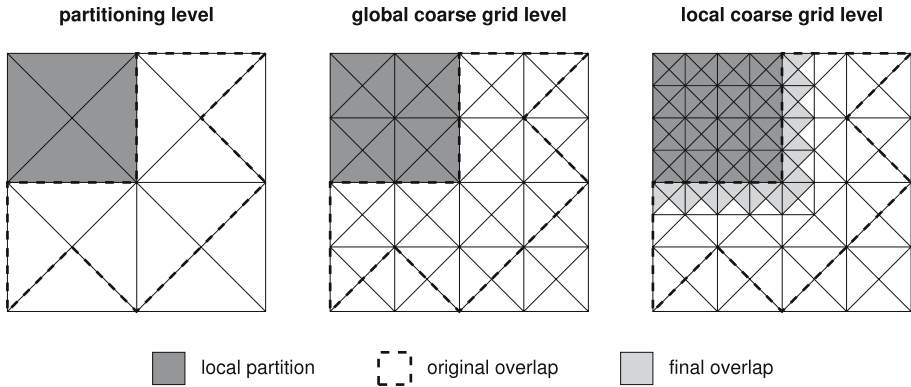 partitioning level
global coarse grid level
local coarse grid level
local partition
original overlap
final overlap